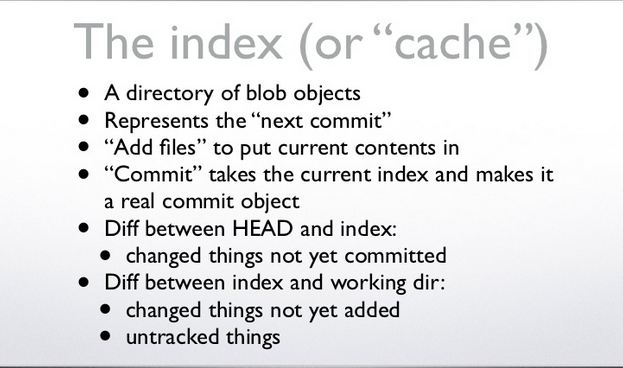 The index (or “cache”)
• A directory of blob objects
• Represents the “next commit”
• “Add files” to put current contents in
• “Commit” takes the current index and makes it
a real commit object
• Diff between HEAD and index:
• changed things not yet committed
• Diff between index and working dir:
• changed things not yet added
• untracked things